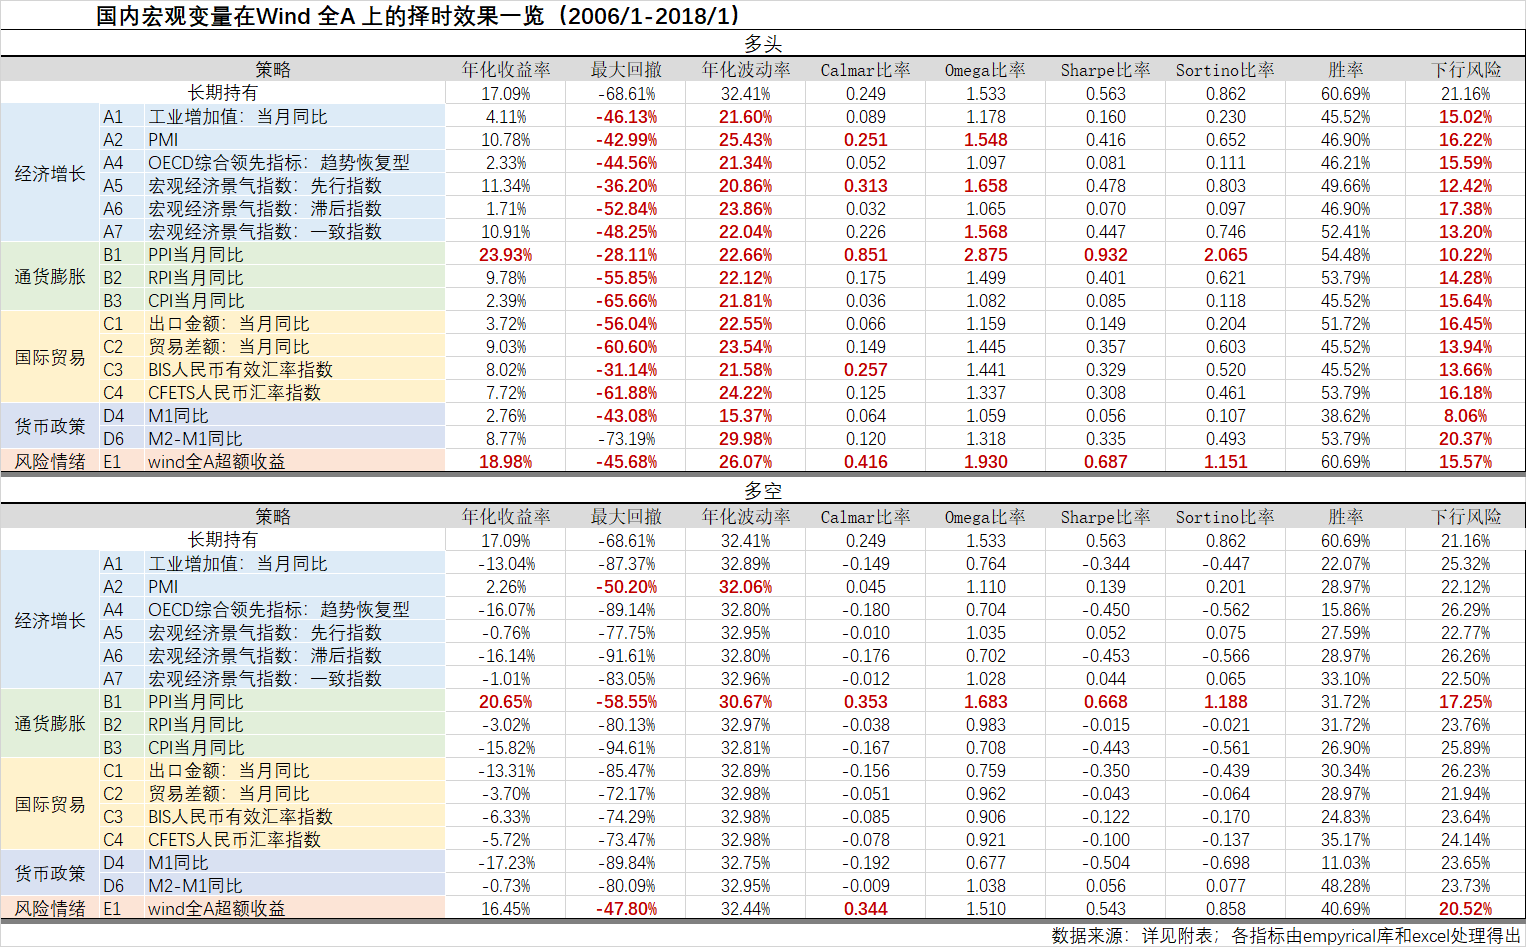 国内宏观变量在Wind 全A 上的择时效果一览（2006/1-2018/1）
多头
策略 年化收益率 最大回撤 年化波动率 Calmar比率 Omega比率 Sharpe比率 Sortino比率 胜率 下行风险
长期持有 17.09% -68.61% 32.41% 0.249 1.533 0.563 0.862 60.69% 21.16%
经济增长 A1 工业增加值：当月同比 4.11% -46.13% 21.60% 0.089 1.178 0.160 0.230 45.52% 15.02%
A2 PMI 10.78% -42.99% 25.43% 0.251 1.548 0.416 0.652 46.90% 16.22%
A4 OECD综合领先指标：趋势恢复型 2.33% -44.56% 21.34% 0.052 1.097 0.081 0.111 46.21% 15.59%
A5 宏观经济景气指数：先行指数 11.34% -36.20% 20.86% 0.313 1.658 0.478 0.803 49.66% 12.42%
A6 宏观经济景气指数：滞后指数 1.71% -52.84% 23.86% 0.032 1.065 0.070 0.097 46.90% 17.38%
A7 宏观经济景气指数：一致指数 10.91% -48.25% 22.04% 0.226 1.568 0.447 0.746 52.41% 13.20%
通货膨胀 B1 PPI当月同比 23.93% -28.11% 22.66% 0.851 2.875 0.932 2.065 54.48% 10.22%
B2 RPI当月同比 9.78% -55.85% 22.12% 0.175 1.499 0.401 0.621 53.79% 14.28%
B3 CPI当月同比 2.39% -65.66% 21.81% 0.036 1.082 0.085 0.118 45.52% 15.64%
国际贸易 C1 出口金额：当月同比 3.72% -56.04% 22.55% 0.066 1.159 0.149 0.204 51.72% 16.45%
C2 贸易差额：当月同比 9.03% -60.60% 23.54% 0.149 1.445 0.357 0.603 45.52% 13.94%
C3 BIS人民币有效汇率指数 8.02% -31.14% 21.58% 0.257 1.441 0.329 0.520 45.52% 13.66%
C4 CFETS人民币汇率指数 7.72% -61.88% 24.22% 0.125 1.337 0.308 0.461 53.79% 16.18%
货币政策 D4 M1同比 2.76% -43.08% 15.37% 0.064 1.059 0.056 0.107 38.62% 8.06%
D6 M2-M1同比 8.77% -73.19% 29.98% 0.120 1.318 0.335 0.493 53.79% 20.37%
风险情绪 E1 wind全A超额收益 18.98% -45.68% 26.07% 0.416 1.930 0.687 1.151 60.69% 15.57%
多空
策略 年化收益率 最大回撤 年化波动率 Calmar比率 Omega比率 Sharpe比率 Sortino比率 胜率 下行风险
长期持有 17.09% -68.61% 32.41% 0.249 1.533 0.563 0.862 60.69% 21.16%
经济增长 A1 工业增加值：当月同比 -13.04% -87.37% 32.89% -0.149 0.764 -0.344 -0.447 22.07% 25.32%
A2 PMI 2.26% -50.20% 32.06% 0.045 1.110 0.139 0.201 28.97% 22.12%
A4 OECD综合领先指标：趋势恢复型 -16.07% -89.14% 32.80% -0.180 0.704 -0.450 -0.562 15.86% 26.29%
A5 宏观经济景气指数：先行指数 -0.76% -77.75% 32.95% -0.010 1.035 0.052 0.075 27.59% 22.77%
A6 宏观经济景气指数：滞后指数 -16.14% -91.61% 32.80% -0.176 0.702 -0.453 -0.566 28.97% 26.26%
A7 宏观经济景气指数：一致指数 -1.01% -83.05% 32.96% -0.012 1.028 0.044 0.065 33.10% 22.50%
通货膨胀 B1 PPI当月同比 20.65% -58.55% 30.67% 0.353 1.683 0.668 1.188 31.72% 17.25%
B2 RPI当月同比 -3.02% -80.13% 32.97% -0.038 0.983 -0.015 -0.021 31.72% 23.76%
B3 CPI当月同比 -15.82% -94.61% 32.81% -0.167 0.708 -0.443 -0.561 26.90% 25.89%
国际贸易 C1 出口金额：当月同比 -13.31% -85.47% 32.89% -0.156 0.759 -0.350 -0.439 30.34% 26.23%
C2 贸易差额：当月同比 -3.70% -72.17% 32.98% -0.051 0.962 -0.043 -0.064 28.97% 21.94%
C3 BIS人民币有效汇率指数 -6.33% -74.29% 32.98% -0.085 0.906 -0.122 -0.170 24.83% 23.64%
C4 CFETS人民币汇率指数 -5.72% -73.47% 32.98% -0.078 0.921 -0.100 -0.137 35.17% 24.14%
货币政策 D4 M1同比 -17.23% -89.84% 32.75% -0.192 0.677 -0.504 -0.698 11.03% 23.65%
D6 M2-M1同比 -0.73% -80.09% 32.95% -0.009 1.038 0.056 0.077 48.28% 23.73%
风险情绪 E1 wind全A超额收益 16.45% -47.80% 32.44% 0.344 1.510 0.543 0.858 40.69% 20.52%
数据来源：详见附表；各指标由empyrical库和excel处理得出